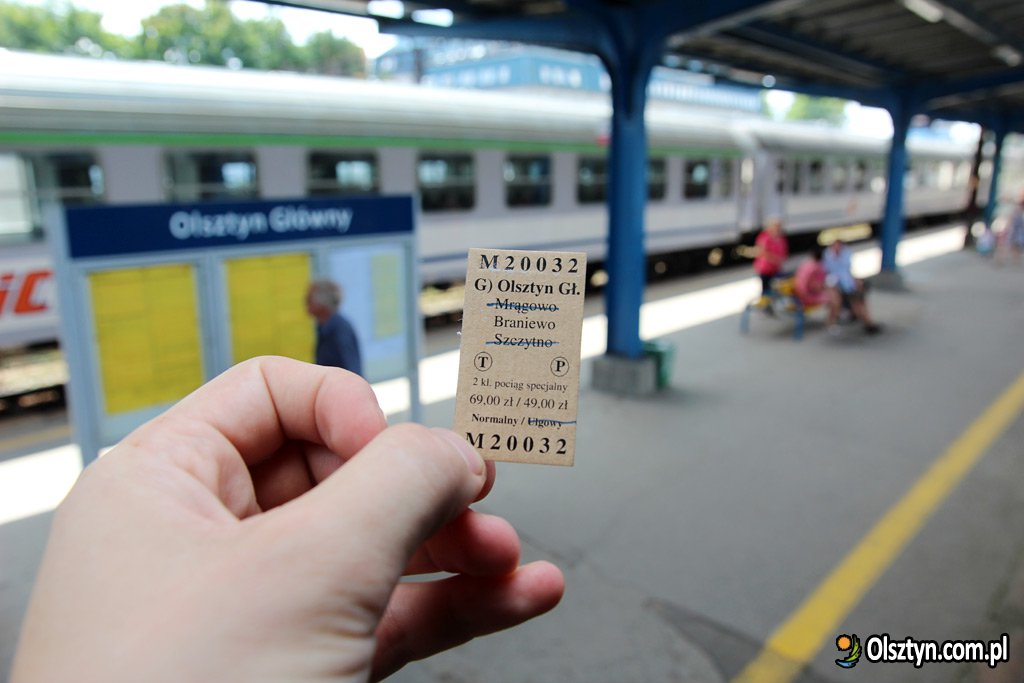 Olsztyn Główny
M20032
G) Olsztyn Gł.
Mrągowo
Braniewo
Szczytno
T P
2 kl. pociąg specjalny
69,00 zł / 49,00 zł
Normalny / Ulgowy
M20032
iC
Olsztyn.com.pl